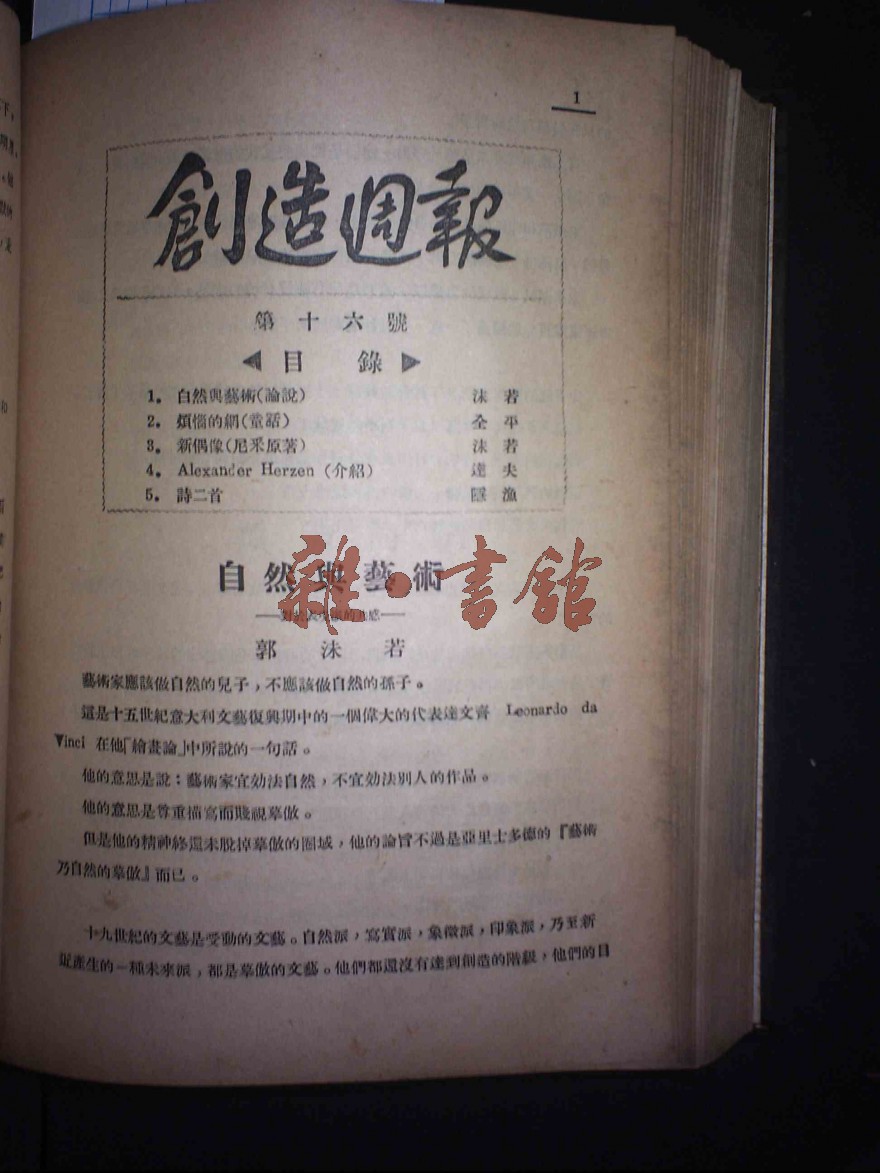 1
創造週報
第十六號
目錄
1. 自然與藝術(論說) 沫若
2. 煩惱的網(童話) 全平
3. 新偶像(尼采原著) 沫若
4. Alexander Herzen (介紹) 達夫
5. 詩二首 隱漁
自然與藝術
雜·書館
——對於表現派的共感——
郭沫若
藝術家應該做自然的兒子,不應該做自然的孫子。
這是十五世紀意大利文藝復興期中的一個偉大的代表達文齊 Leonardo da
Vinci 在他「繪畫論」中所說的一句話。
他的意思是說:藝術家宜効法自然,不宜効法別人的作品。
他的意思是尊重描寫而賤視摹倣。
但是他的精神終還未脫掉摹倣的圈域,他的論旨不過是亞里士多德的『藝術
乃自然的摹倣』而已。
十九世紀的文藝是受動的文藝。自然派,寫實派,象徵派,印象派,乃至新
近產生的一種未來派,都是摹倣的文藝。他們都還沒有達到創造的階級,他們的目